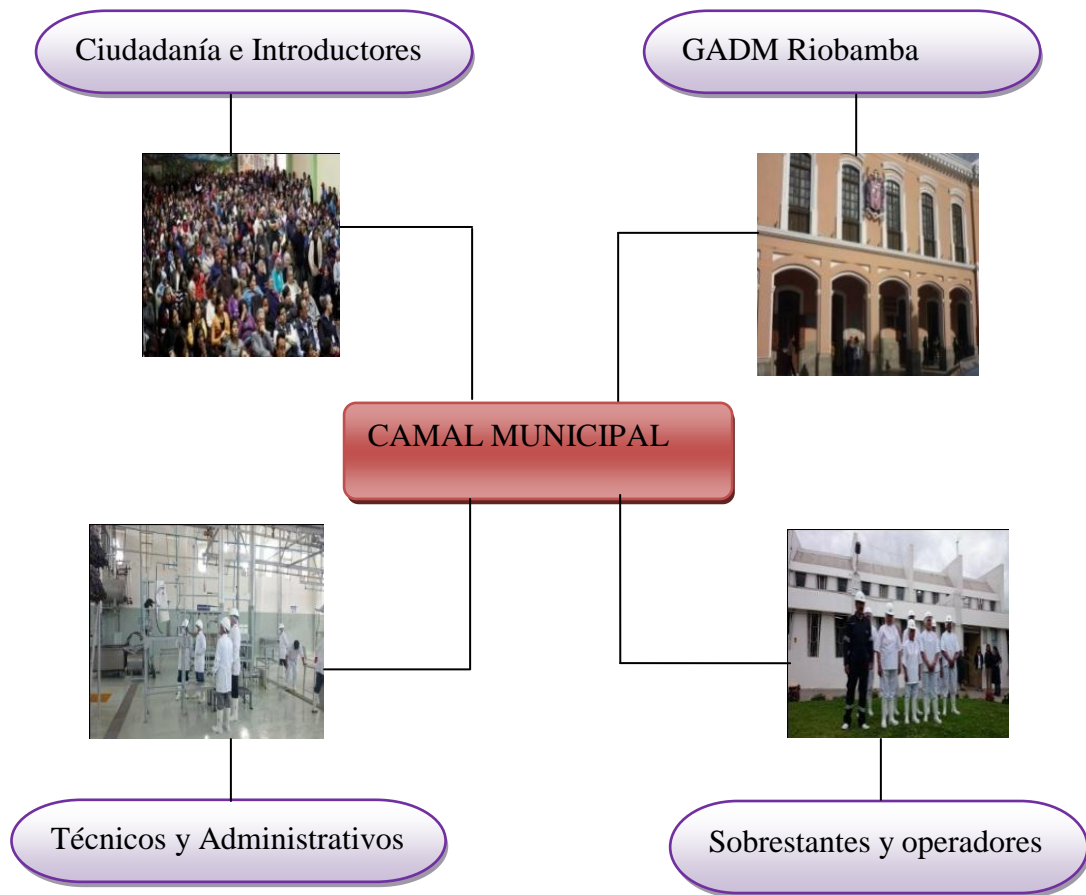 Ciudadanía e Introductores
GADM Riobamba
CAMAL MUNICIPAL
Técnicos y Administrativos
Sobrestantes y operadores